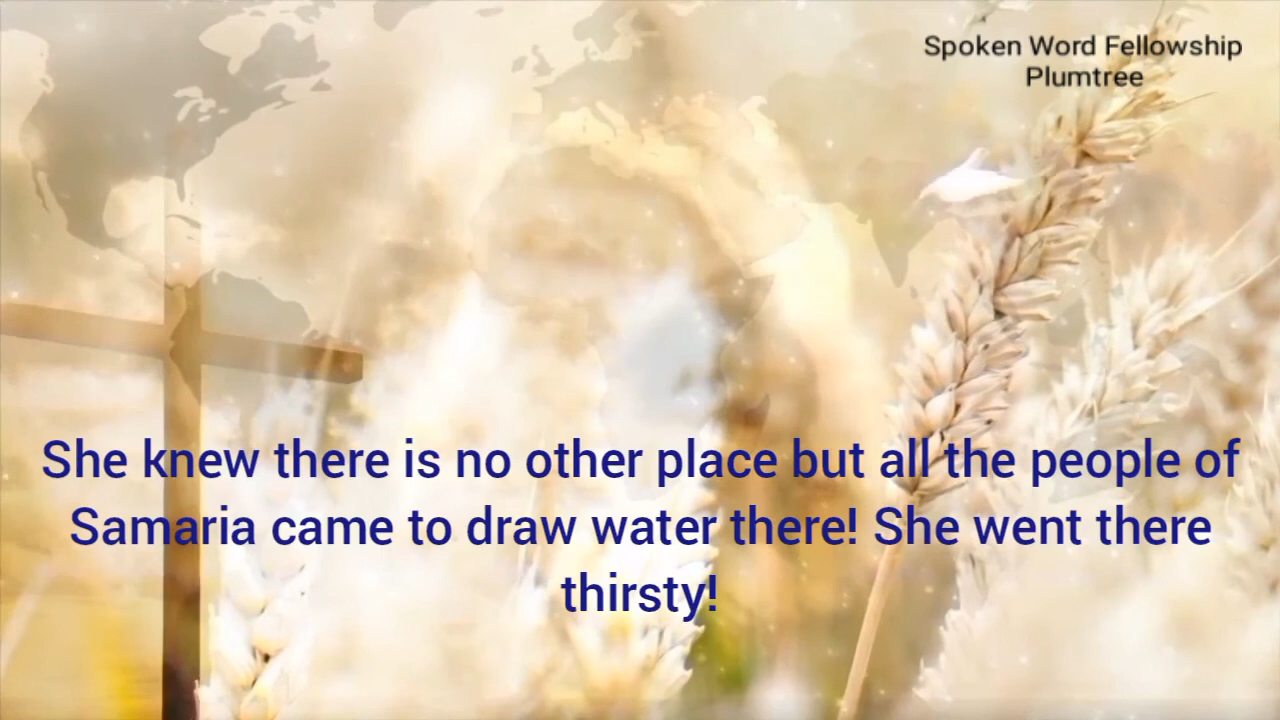 Spoken Word Fellowship
Plumtree
She knew there is no other place but all the people of
Samaria came to draw water there! She went there
thirsty!